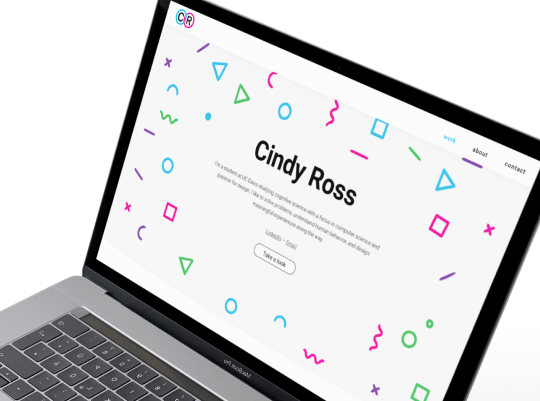 CR
work
about
contact
Cindy Ross
I'm a student at UC Davis studying cognitive science with a focus in computer science and
passion for design. I like to solve problems, understand human behavior, and design
meaningful experiences along the way.
LinkedIn – Email
Take a look
MacBook Pro